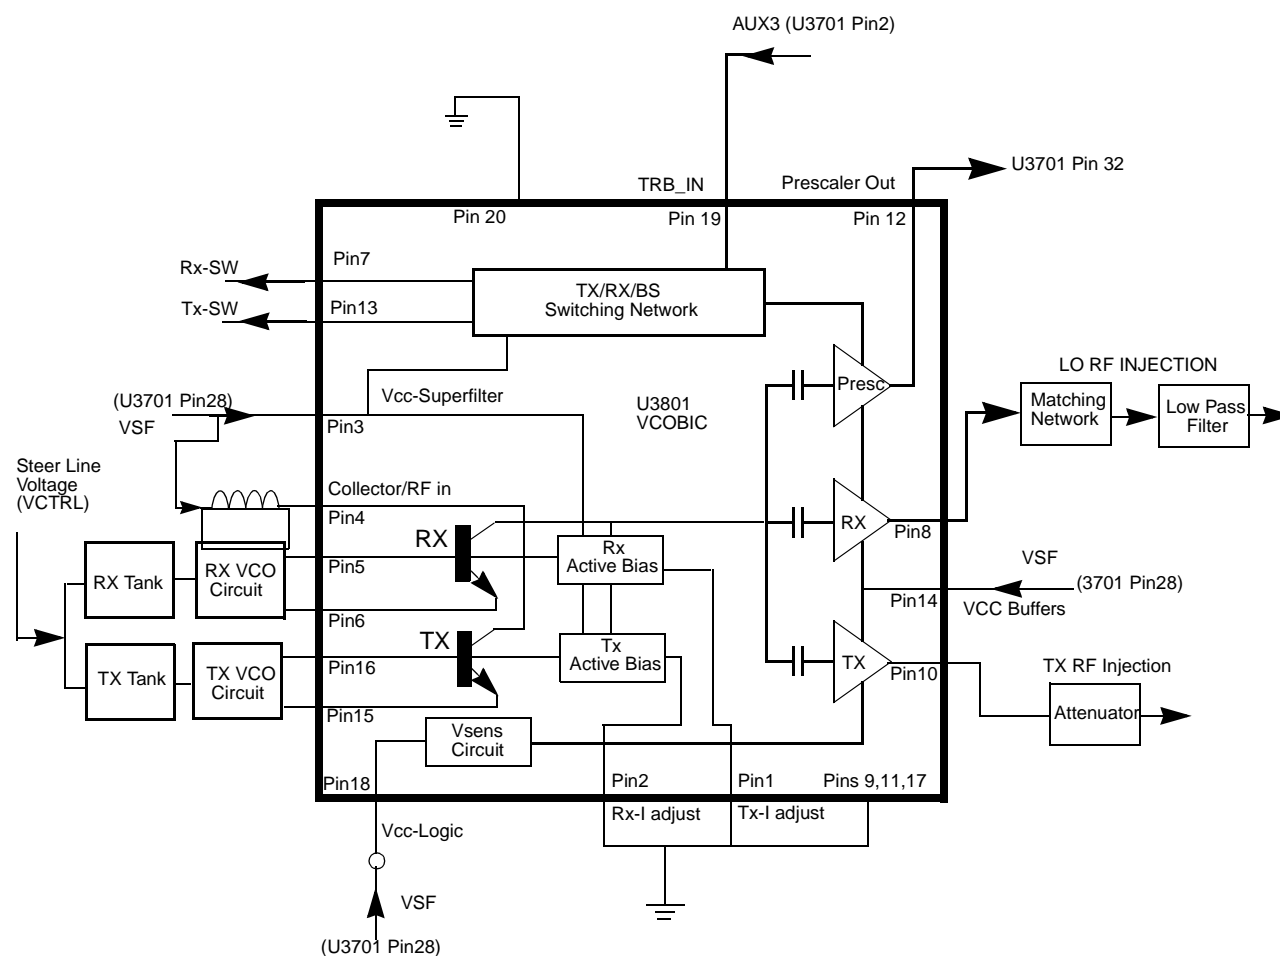 AUX3 (U3701 Pin2)
U3701 Pin 32
TRB_IN
Prescaler Out
Pin 20
Pin 19
Pin 12
Rx-SW
Pin7
Tx-SW
Pin13
TX/RX/BS
Switching Network
Presc
LO RF INJECTION
Matching
Network
Low Pass
Filter
(U3701 Pin28)
VSF
Vcc-Superfilter
Pin3
U3801
VCOBIC
Steer Line
Voltage
(VCTRL)
Collector/RF in
Pin4
RX
RX
Pin8
Rx
Active Bias
RX Tank
RX VCO
Circuit
Pin5
Pin6
VSF
(3701 Pin28)
Pin14
VCC Buffers
TX
Tx
Active Bias
TX
Pin10
TX RF Injection
Attenuator
TX Tank
TX VCO
Circuit
Pin16
Pin15
Vsens
Circuit
Pin18
Pin2
Pin1
Pins 9,11,17
Rx-I adjust
Tx-I adjust
Vcc-Logic
VSF
(U3701 Pin28)